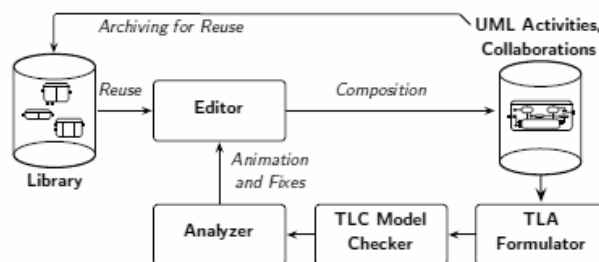 Archiving for Reuse
UML Activities,
Collaborations
Reuse
Editor
Composition
Library
Animation
and Fixes
Analyzer
TLC Model
Checker
TLA
Formulator